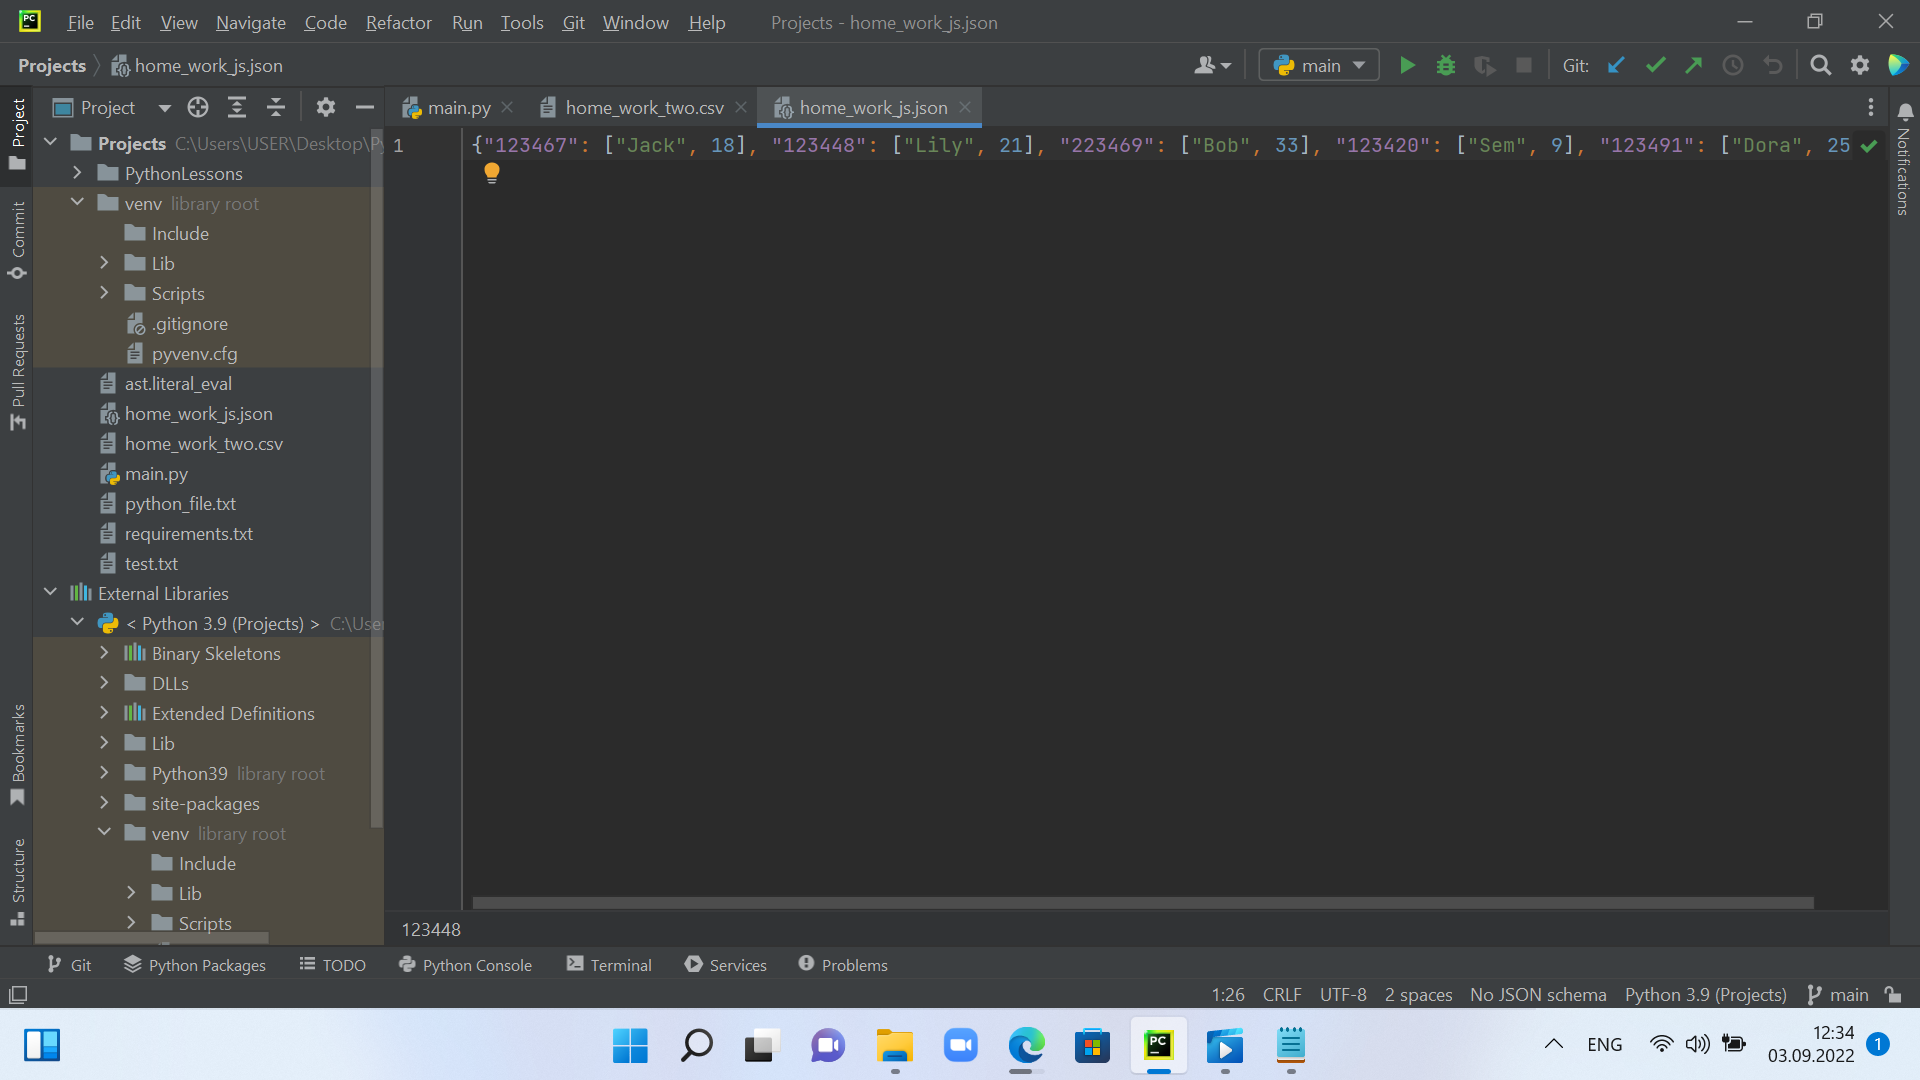 File Edit View Navigate Code Refactor Run Tools Git Window Help Projects - home_work_js.json
Projects home_work_js.json main Git:
Project main.py home_work_two.csv home_work_js.json
Projects C:\Users\USER\Desktop\Py
1 {"123467": ["Jack", 18], "123448": ["Lily", 21], "223469": ["Bob", 33], "123420": ["Sem", 9], "123491": ["Dora", 25
PythonLessons
venv library root
Include
Lib
Scripts
.gitignore
pyvenv.cfg
ast.literal_eval
home_work_js.json
home_work_two.csv
main.py
python_file.txt
requirements.txt
test.txt
External Libraries
< Python 3.9 (Projects) > C:\User
Binary Skeletons
DLLs
Extended Definitions
Lib
Python39 library root
site-packages
venv library root
Include
Lib
Scripts
Project
Commit
Pull Requests
Bookmarks
Structure
Notifications
123448
Git Python Packages TODO Python Console Terminal Services Problems
1:26 CRLF UTF-8 2 spaces No JSON schema Python 3.9 (Projects) main
PC
PC
ENG
12:34
03.09.2022
1